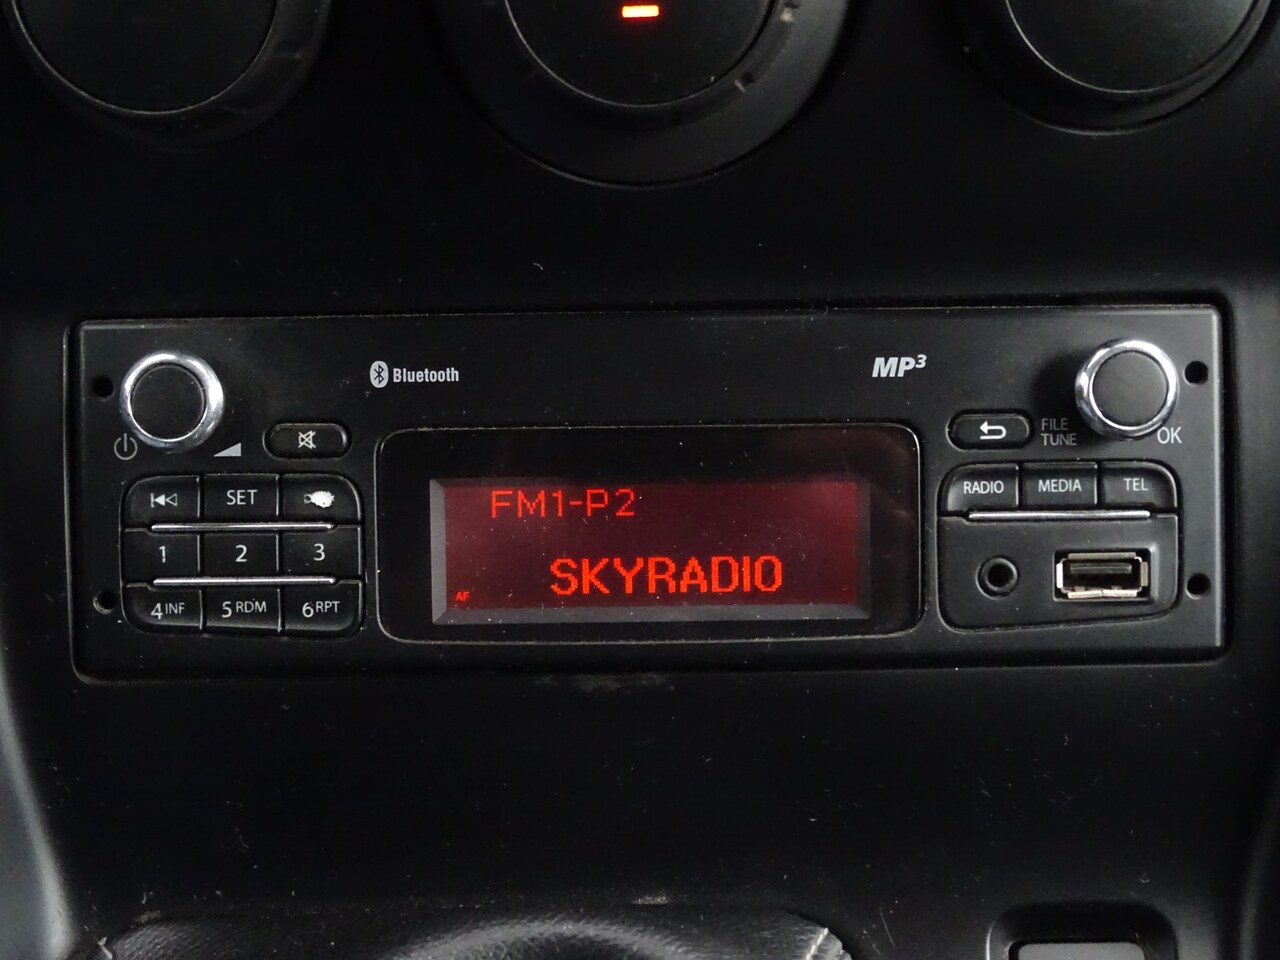 Bluetooth
MP3
FILE
TUNE
OK
SET
RADIO
MEDIA
TEL
FM1-P2
SKYRADIO
AF
1
2
3
4 INF
5 RDM
6 RPT